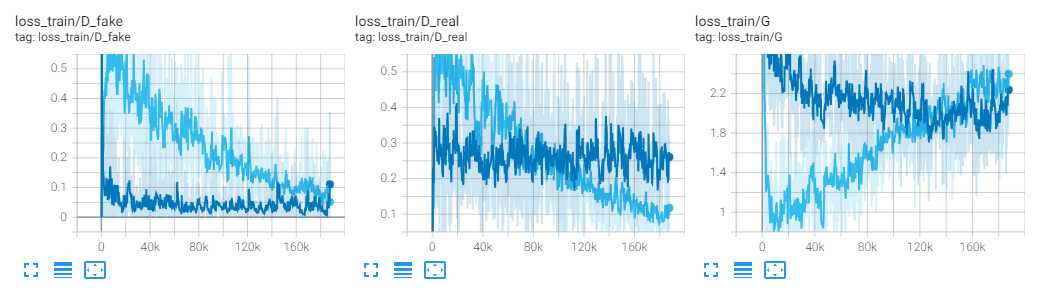 loss_train/D_fake
tag: loss_train/D_fake
0.5
0.4
0.3
0.2
0.1
0
0 40k 80k 120k 160k
loss_train/D_real
tag: loss_train/D_real
0.5
0.4
0.3
0.2
0.1
0 40k 80k 120k 160k
loss_train/G
tag: loss_train/G
2.2
1.8
1.4
1
0 40k 80k 120k 160k